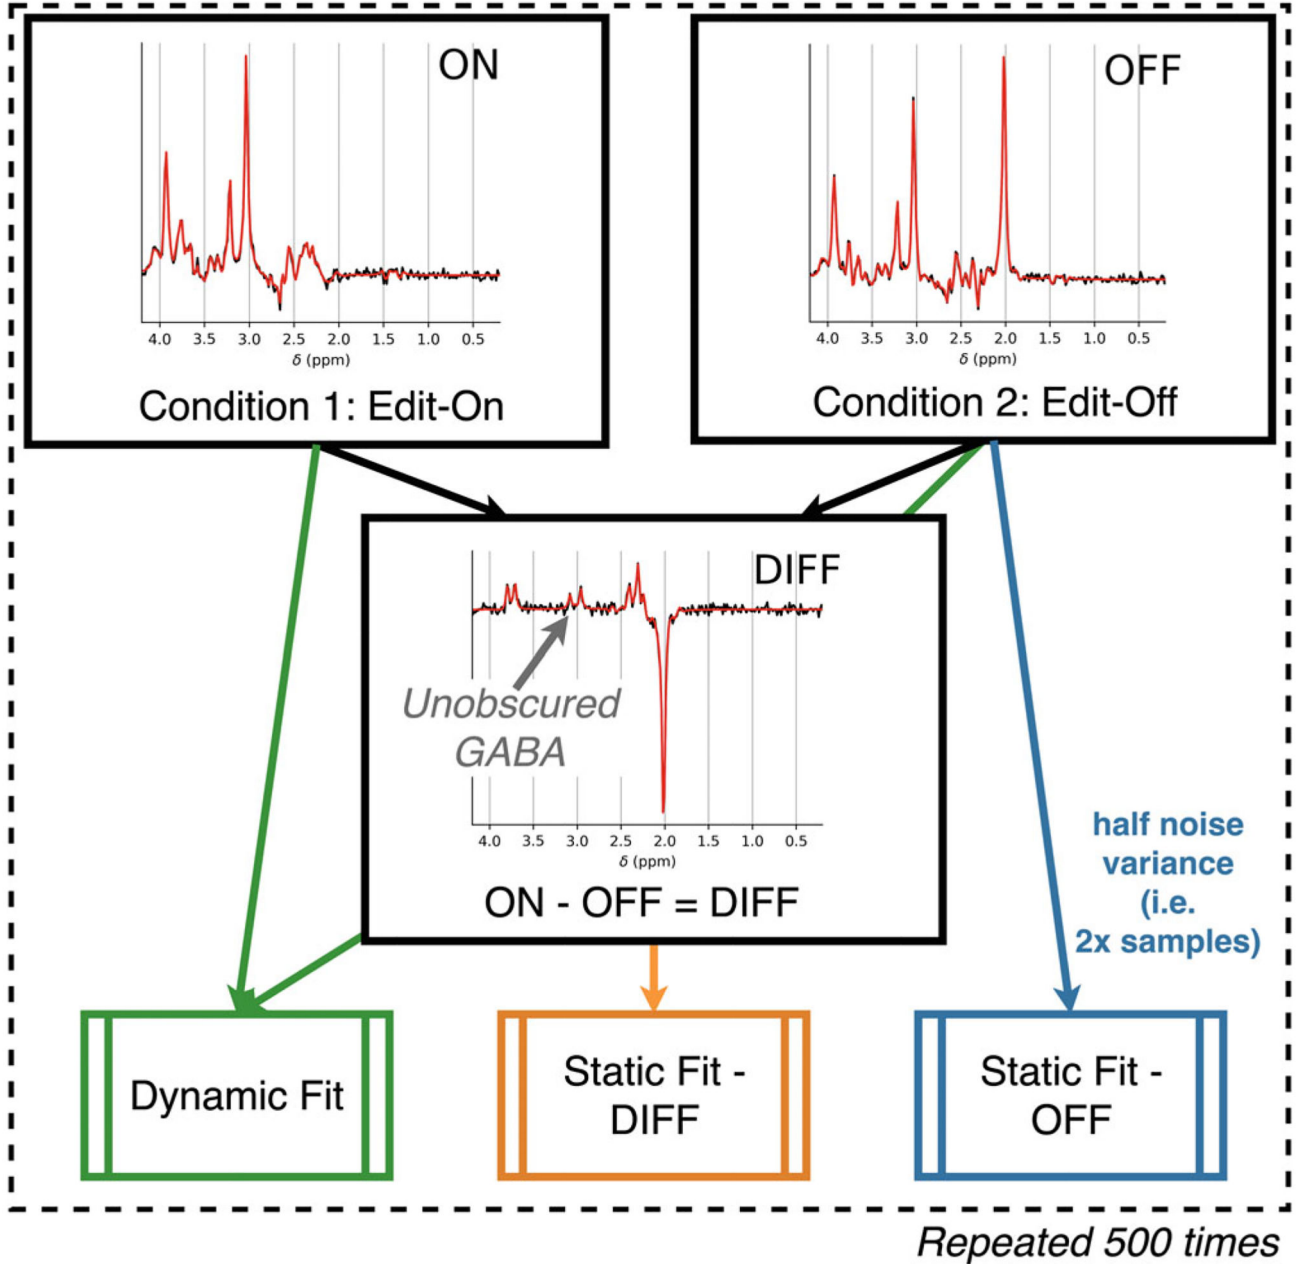 ON
4.0 3.5 3.0 2.5 2.0 1.5 1.0 0.5
δ (ppm)
Condition 1: Edit-On
OFF
4.0 3.5 3.0 2.5 2.0 1.5 1.0 0.5
δ (ppm)
Condition 2: Edit-Off
DIFF
Unobscured
GABA
4.0 3.5 3.0 2.5 2.0 1.5 1.0 0.5
δ (ppm)
ON - OFF = DIFF
half noise
variance
(i.e.
2x samples)
Dynamic Fit
Static Fit -
DIFF
Static Fit -
OFF
Repeated 500 times